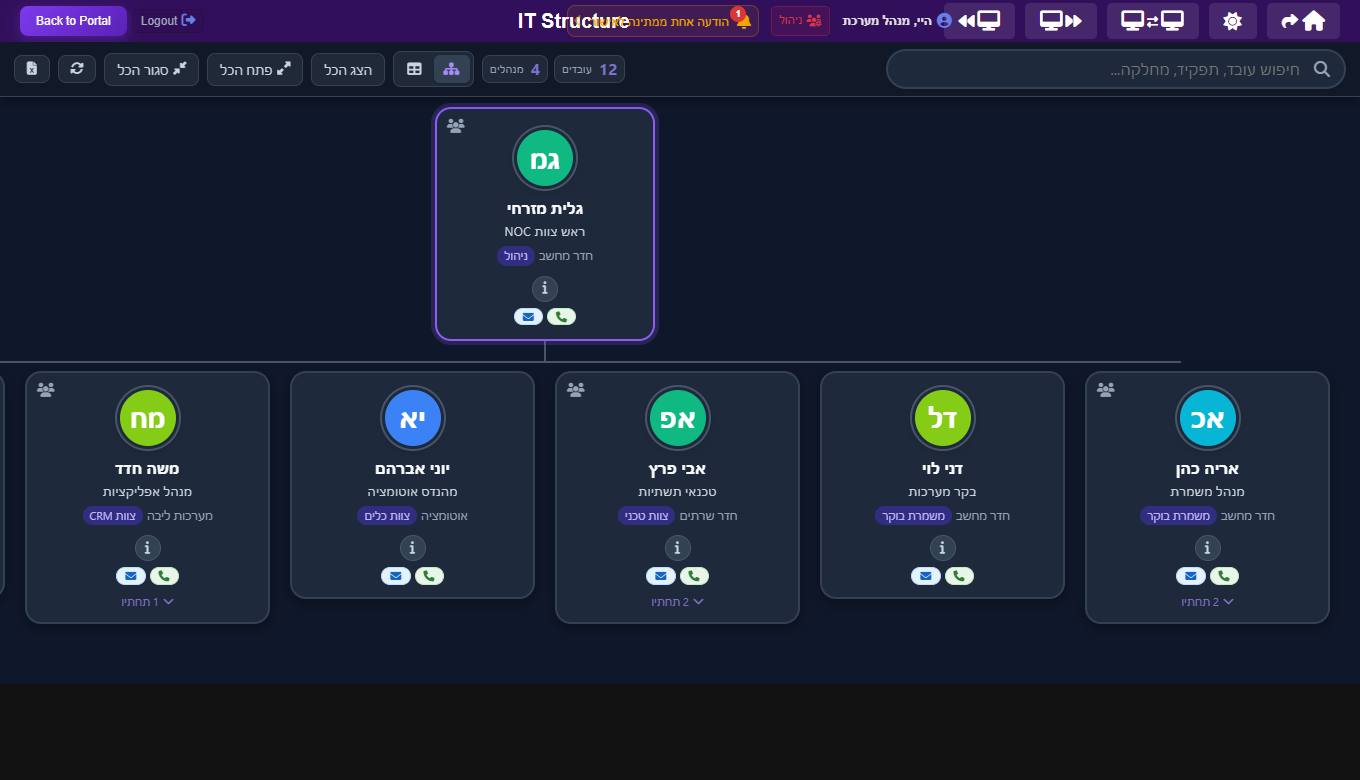 היי, מנהל מערכת
ניהול
1
הודעה אחת ממתינה
IT Structure
Logout
Back to Portal
חיפוש עובד, תפקיד, מחלקה...
12 עובדים
4 מנהלים
הצג הכל
פתח הכל
סגור הכל
גמ
גלית מזרחי
ראש צוות NOC
חדר מחשב ניהול
אכ
אריה כהן
מנהל משמרת
חדר מחשב משמרת בוקר
2 תחתיו
דל
דני לוי
בקר מערכות
חדר מחשב משמרת בוקר
אפ
אבי פרץ
טכנאי תשתיות
חדר שרתים צוות טכני
2 תחתיו
יא
יוני אברהם
מהנדס אוטומציה
אוטומציה צוות כלים
מח
משה חדד
מנהל אפליקציות
מערכות ליבה צוות CRM
1 תחתיו